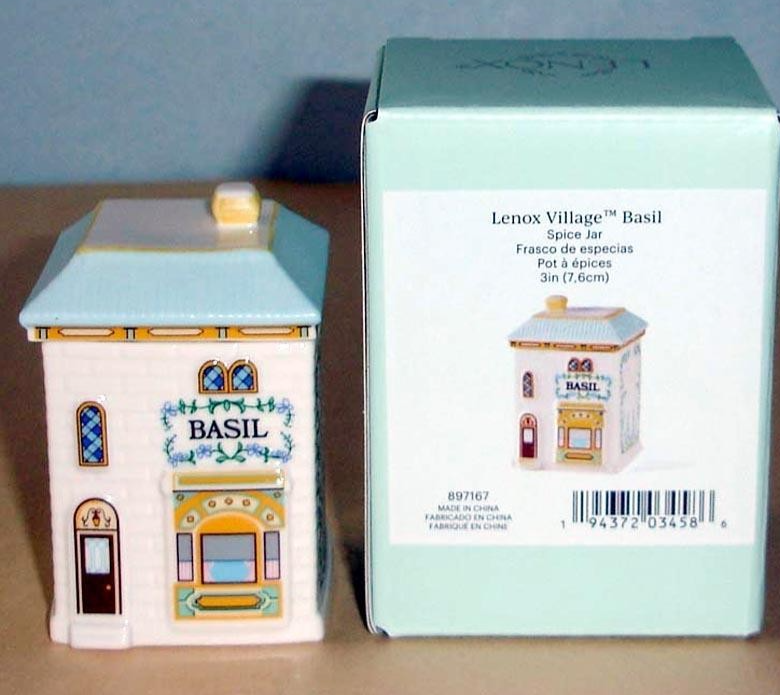 LENOX
Lenox Village™ Basil
Spice Jar
Frasco de especias
Pot à épices
3in (7,6cm)
BASIL
BASIL
897167
MADE IN CHINA
FABRICADO EN CHINA
FABRIQUÉ EN CHINE
1 94372 03458 6